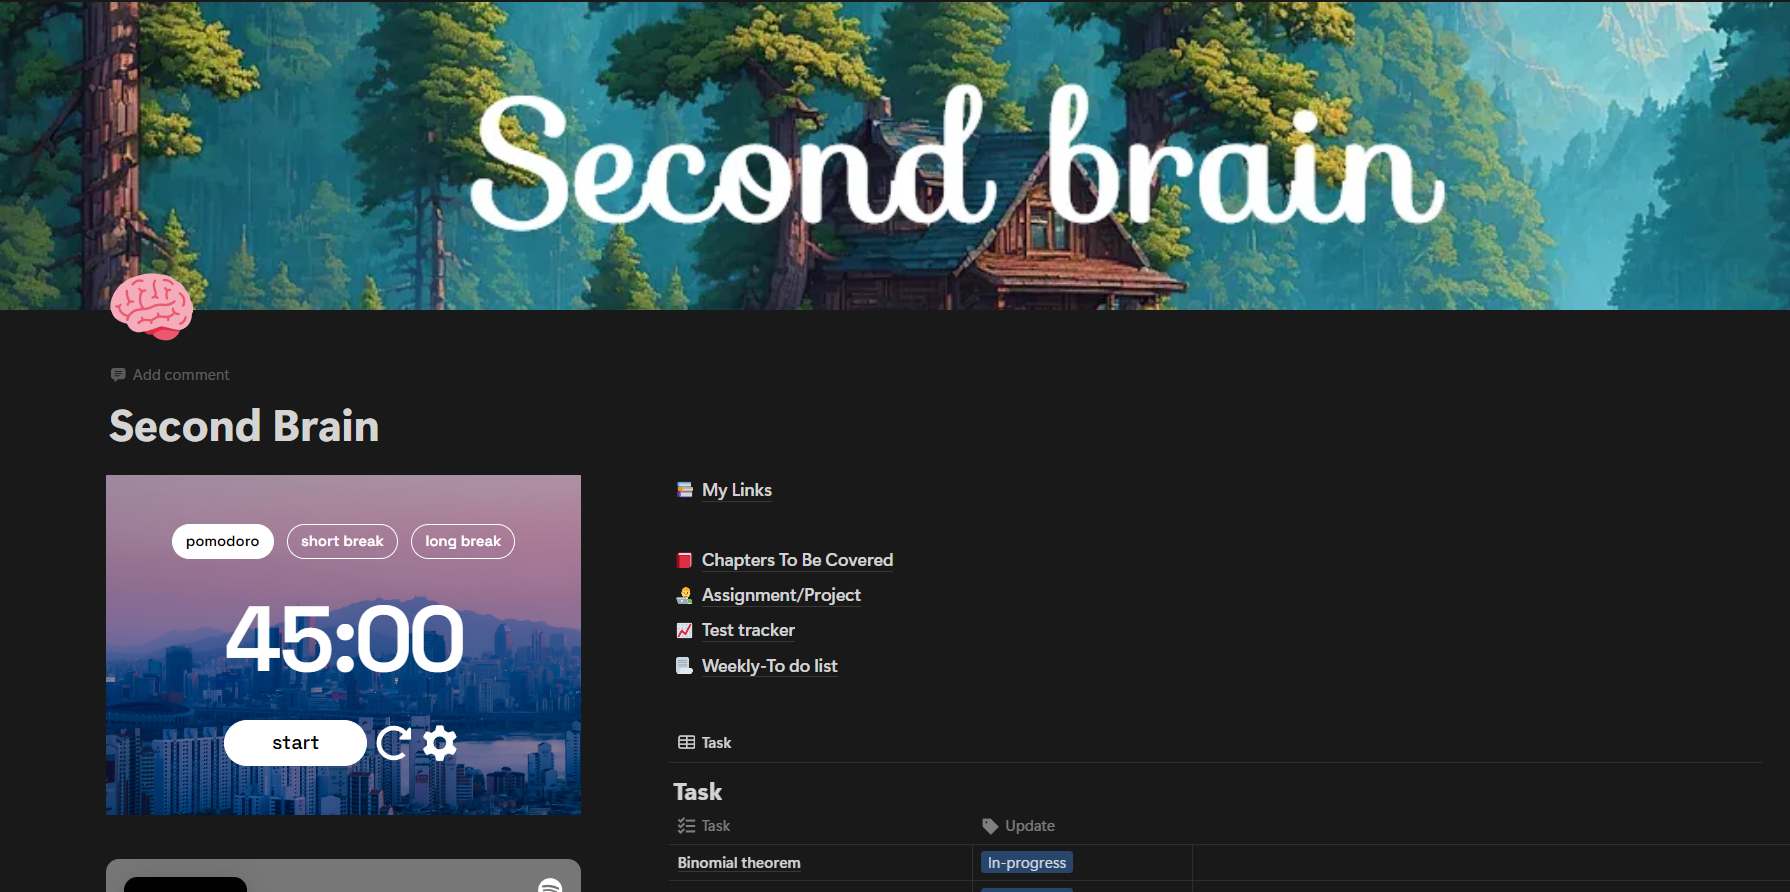 Second brain
Add comment
Second Brain
pomodoro
short break
long break
45:00
start
My Links
Chapters To Be Covered
Assignment/Project
Test tracker
Weekly-To do list
Task
Task
Task
Update
Binomial theorem
In-progress